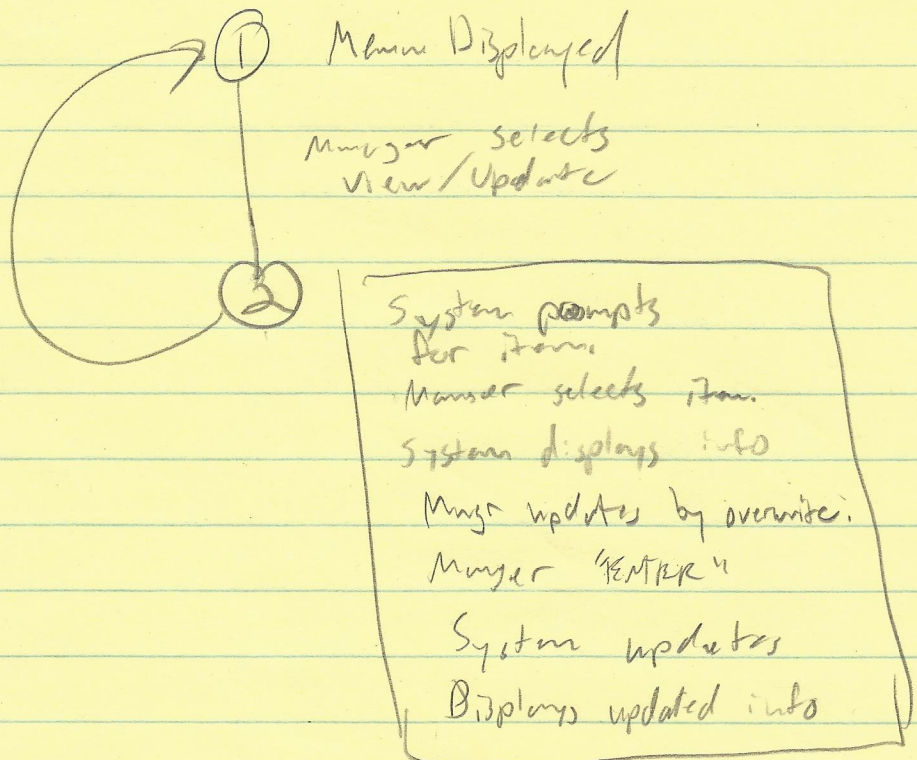 1 Menu Displayed
Manager selects
View/Update
2
System prompts
for item.
Manager selects item.
System displays info
Mngr updates by overwrite.
Manger "ENTER"
System updates
Displays updated info